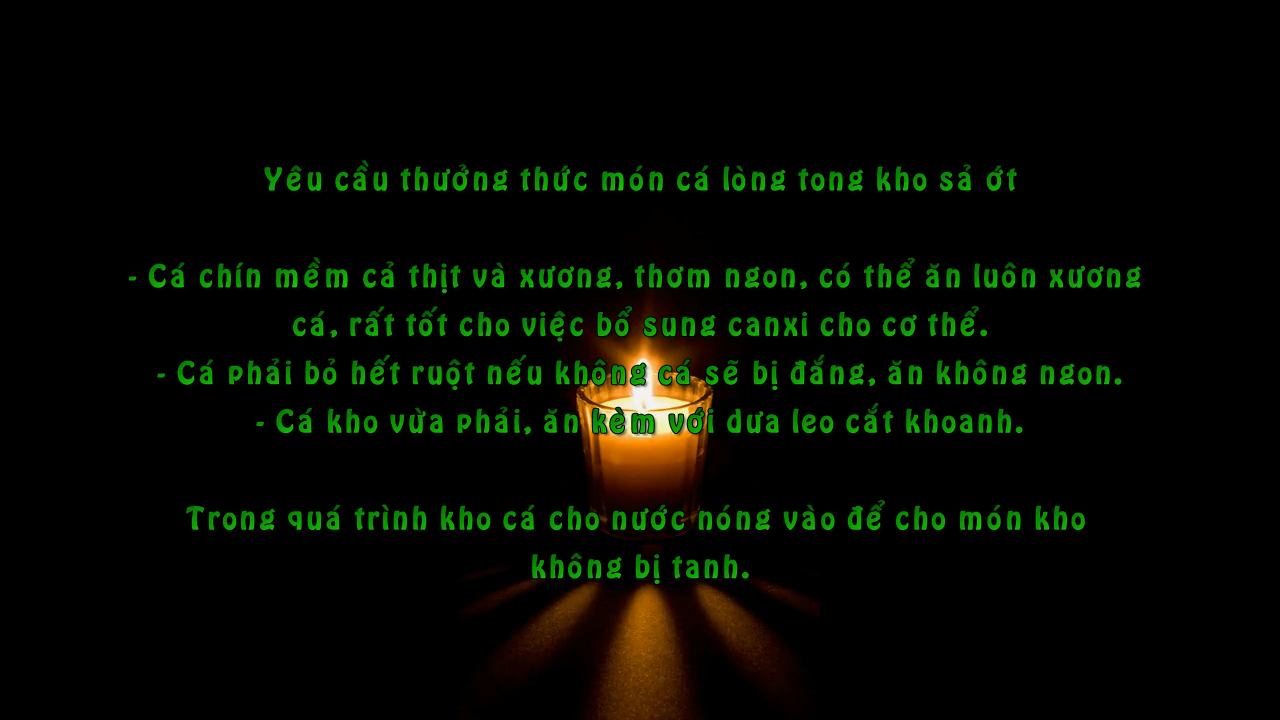 Yêu cầu thưởng thức món cá lòng tong kho sả ớt
- Cá chín mềm cả thịt và xương, thơm ngon, có thể ăn luôn xương
cá, rất tốt cho việc bổ sung canxi cho cơ thể.
- Cá phải bỏ hết ruột nếu không cá sẽ bị đắng, ăn không ngon.
- Cá kho vừa phải, ăn kèm với dưa leo cắt khoanh.
Trong quá trình kho cá cho nước nóng vào để cho món kho
không bị tanh.